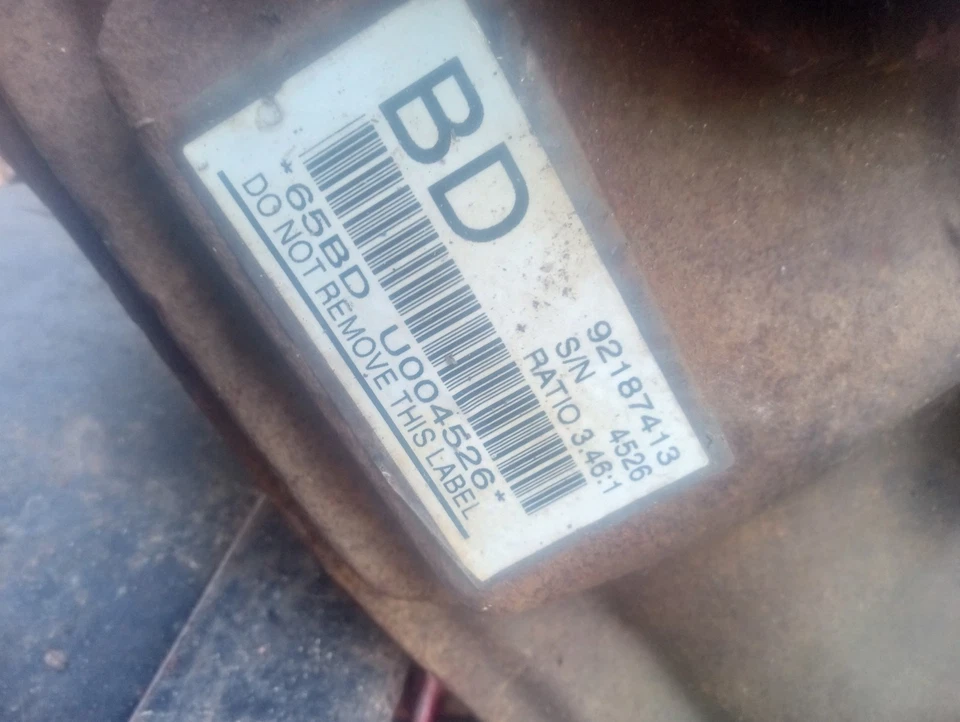 BD
92187413
S/N 4526
RATIO 3.46:1
*65BD U004526*
DO NOT REMOVE THIS LABEL